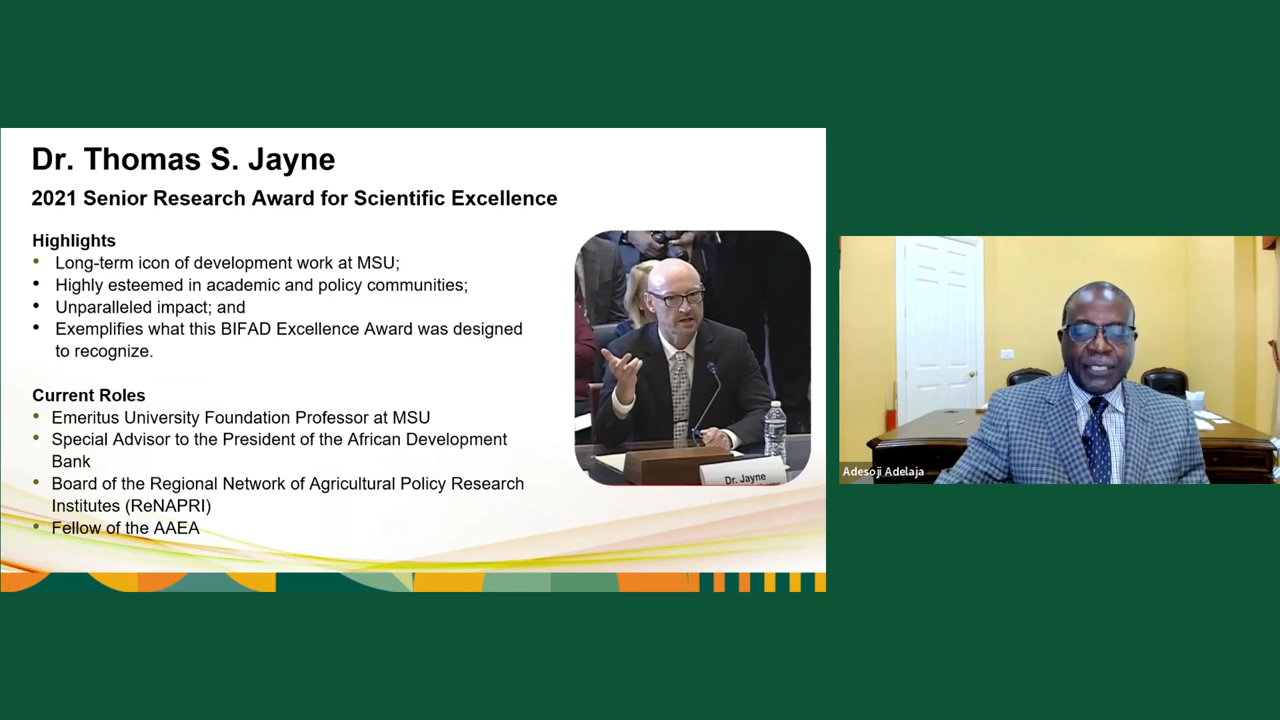 Dr. Thomas S. Jayne
2021 Senior Research Award for Scientific Excellence
Highlights
• Long-term icon of development work at MSU;
• Highly esteemed in academic and policy communities;
• Unparalleled impact; and
• Exemplifies what this BIFAD Excellence Award was designed
to recognize.
Current Roles
• Emeritus University Foundation Professor at MSU
• Special Advisor to the President of the African Development
Bank
• Board of the Regional Network of Agricultural Policy Research
Institutes (ReNAPRI)
• Fellow of the AAEA
Dr. Jayne
Adesoji Adelaja